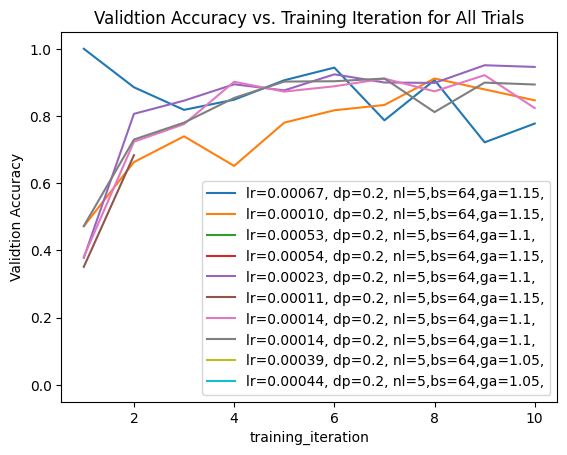 Validtion Accuracy vs. Training Iteration for All Trials
Validtion Accuracy
1.0
0.8
0.6
0.4
0.2
0.0
lr=0.00067, dp=0.2, nl=5,bs=64,ga=1.15,
lr=0.00010, dp=0.2, nl=5,bs=64,ga=1.15,
lr=0.00053, dp=0.2, nl=5,bs=64,ga=1.1,
lr=0.00054, dp=0.2, nl=5,bs=64,ga=1.15,
lr=0.00023, dp=0.2, nl=5,bs=64,ga=1.1,
lr=0.00011, dp=0.2, nl=5,bs=64,ga=1.15,
lr=0.00014, dp=0.2, nl=5,bs=64,ga=1.1,
lr=0.00014, dp=0.2, nl=5,bs=64,ga=1.1,
lr=0.00039, dp=0.2, nl=5,bs=64,ga=1.05,
lr=0.00044, dp=0.2, nl=5,bs=64,ga=1.05,
2 4 6 8 10
training_iteration